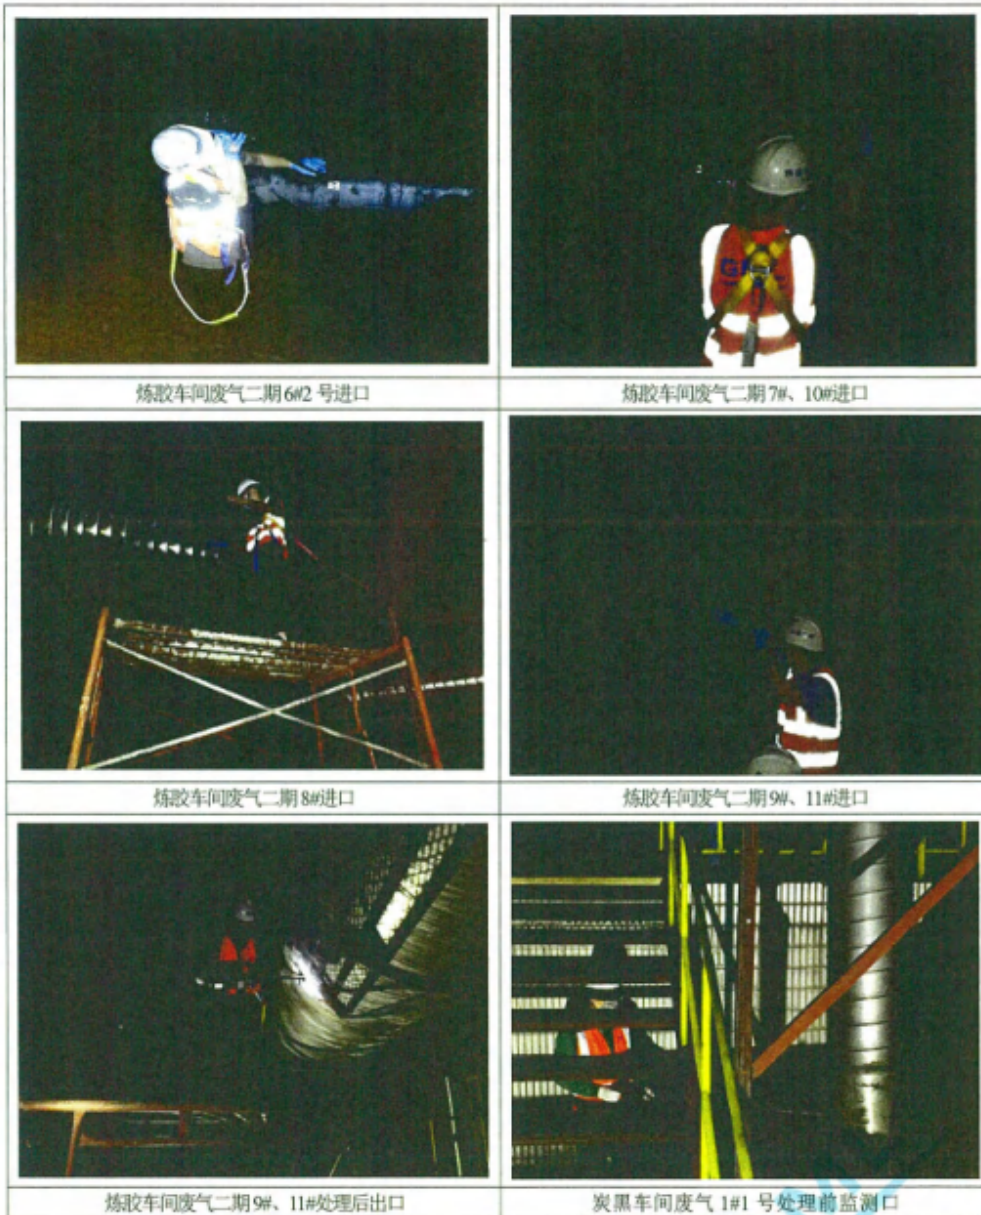 炼胶车间废气二期 6#2 号进口
炼胶车间废气二期 7#、10#进口
炼胶车间废气二期 8#进口
炼胶车间废气二期 9#、11#进口
炼胶车间废气二期 9#、11#处理后出口
炭黑车间废气 1#1 号处理前监测口